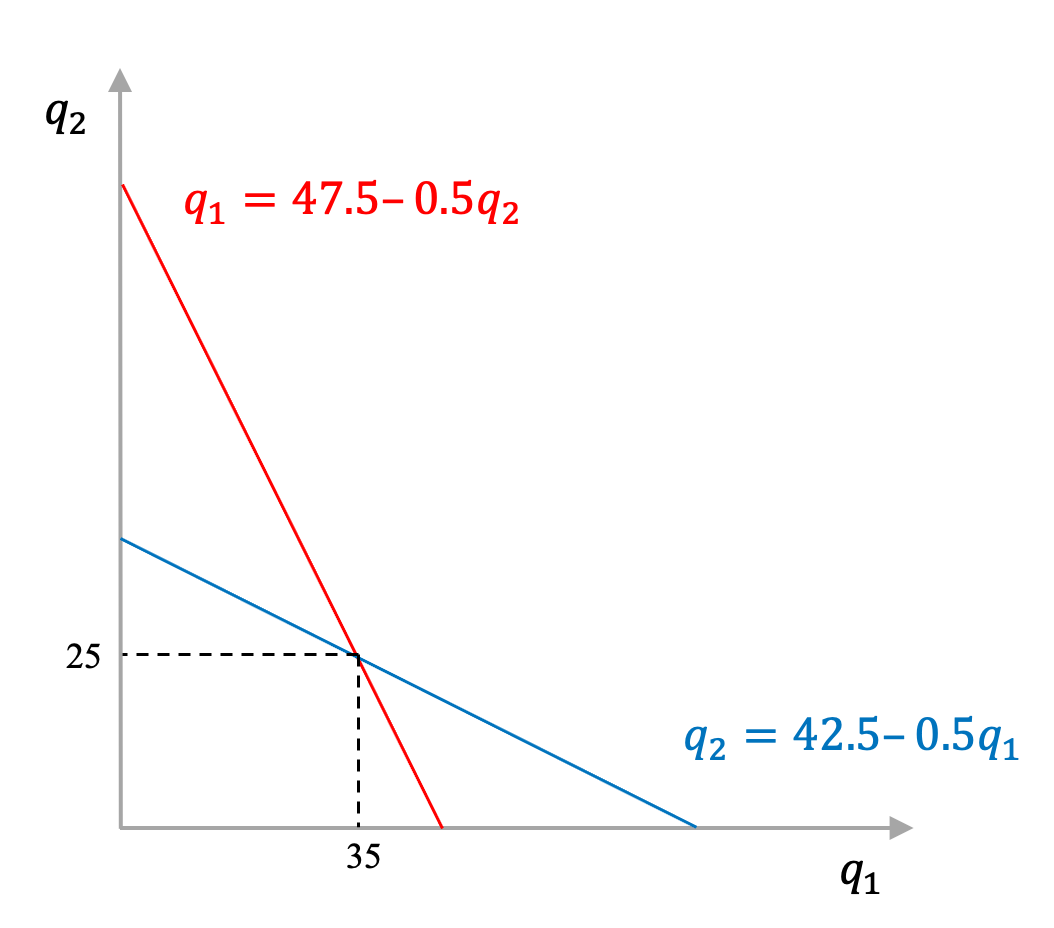 q₂
q₁ = 47.5– 0.5q₂
25
q₂ = 42.5– 0.5q₁
35
q₁